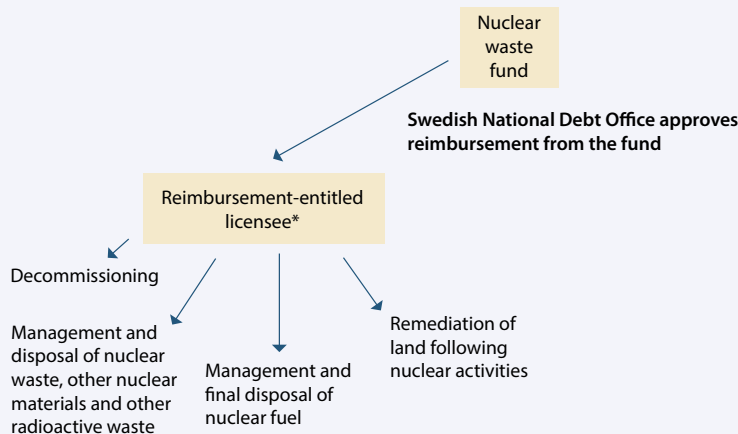 Nuclear
waste
fund
Swedish National Debt Office approves
reimbursement from the fund
Reimbursement-entitled
licensee*
Decommissioning
Management and
disposal of nuclear
waste, other nuclear
materials and other
radioactive waste
Management and
final disposal of
nuclear fuel
Remediation of
land following
nuclear activities